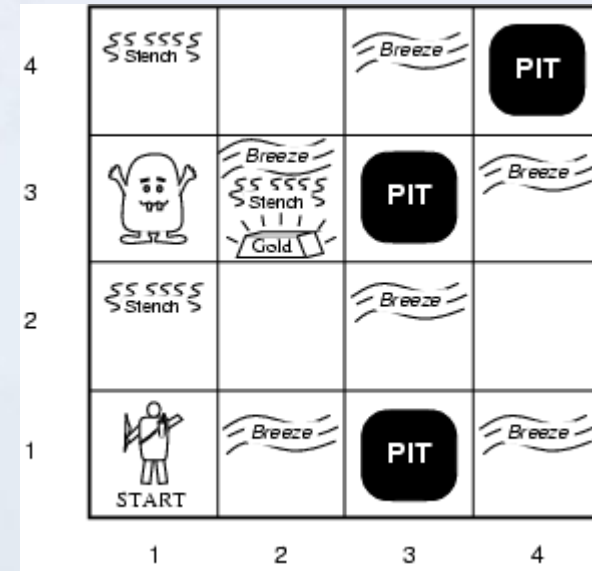 4
Stench
Breeze
PIT
3
Breeze
Stench
Gold
PIT
Breeze
2
Stench
Breeze
1
START
Breeze
PIT
Breeze
1 2 3 4